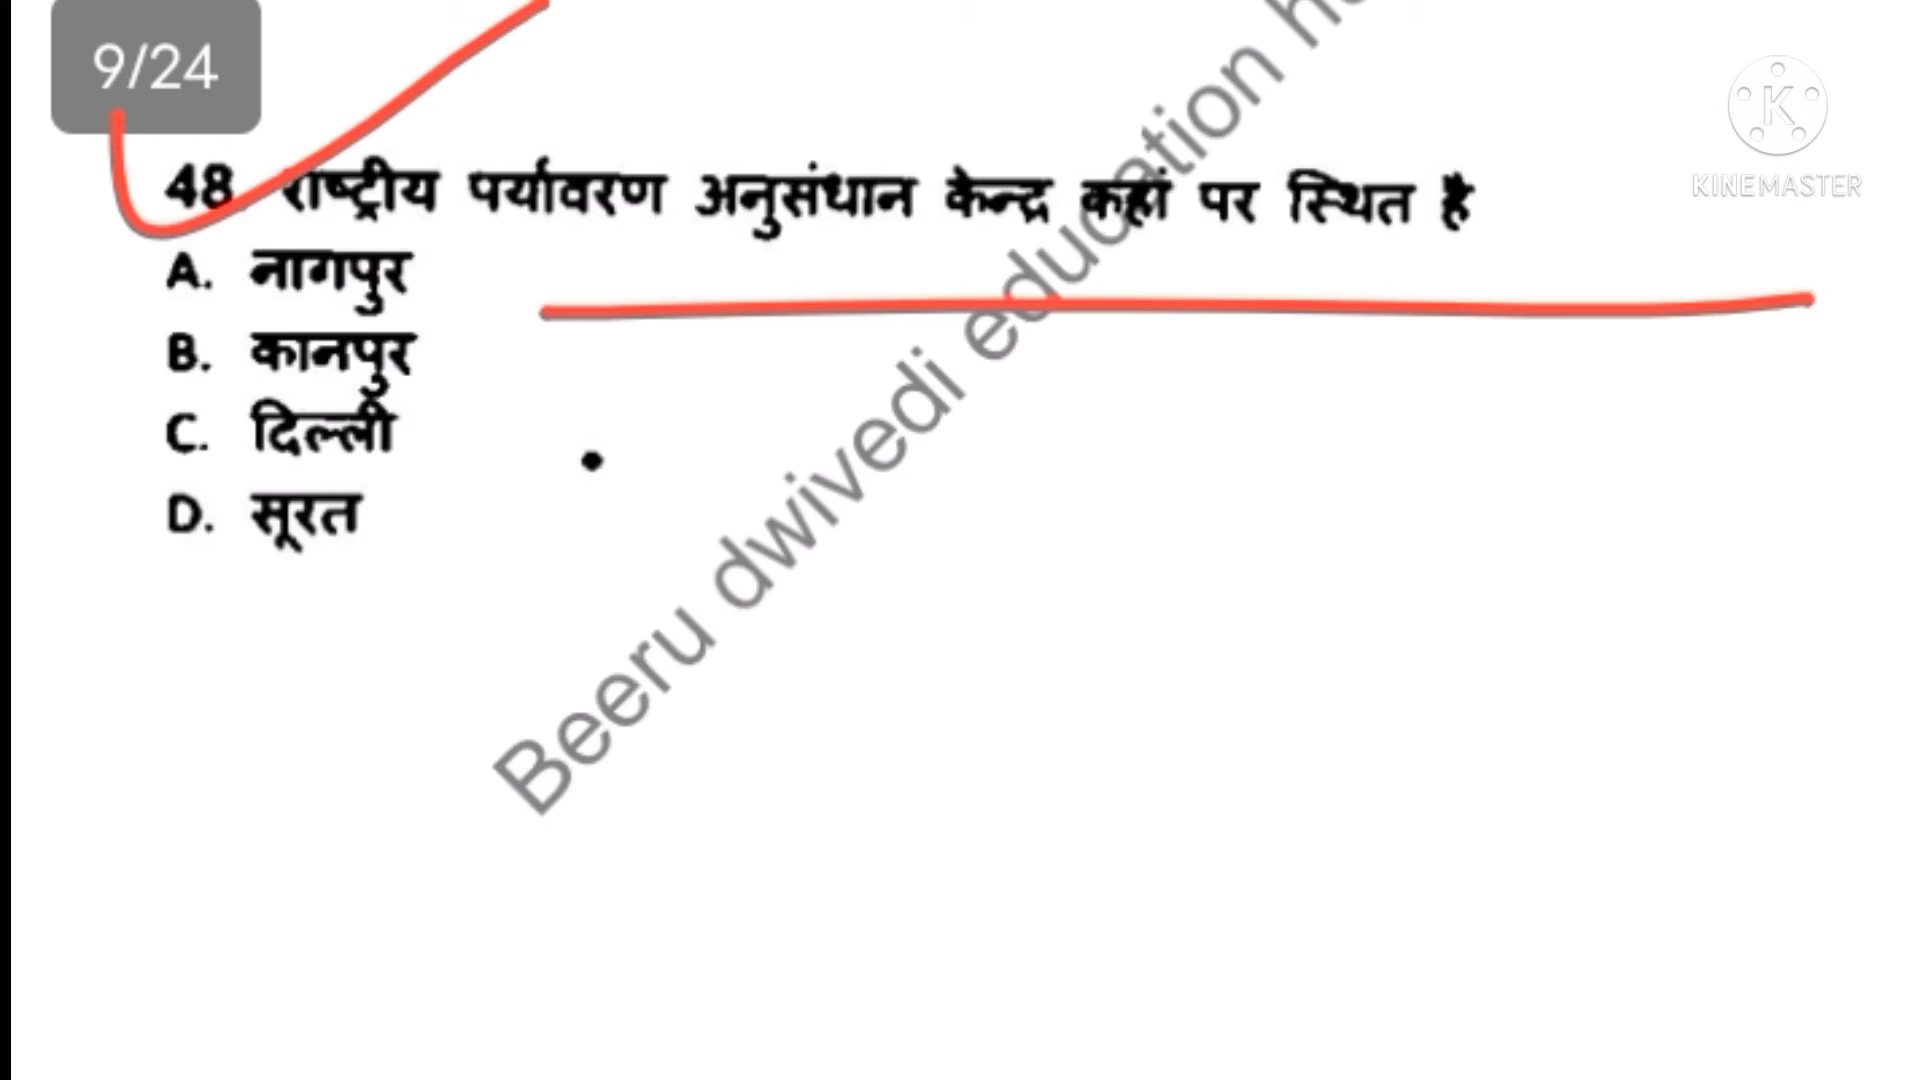 9/24
48. राष्ट्रीय पर्यावरण अनुसंधान केन्द्र कहां पर स्थित है
A. नागपुर
B. कानपुर
C. दिल्ली
D. सूरत
Beeru dwivedi education
KINEMASTER